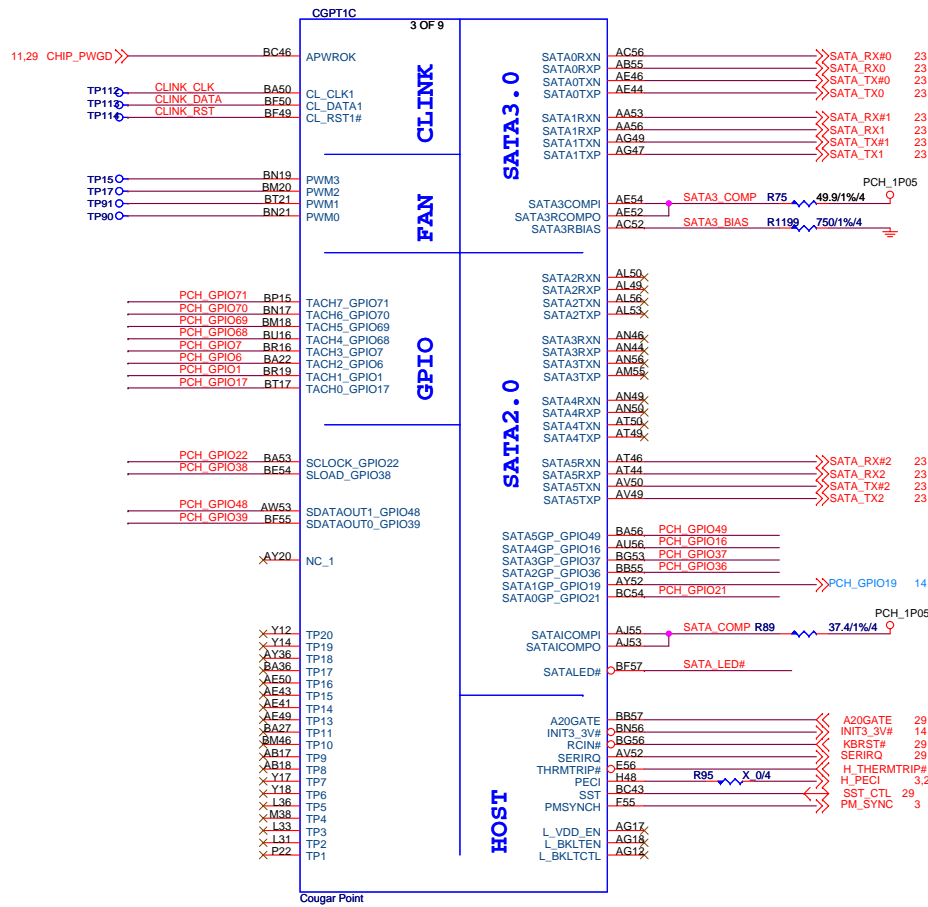 CGPT1C
3 OF 9
11,29 CHIP_PWGD BC46 APWROK
TP112 CLINK_CLK BA50 CL_CLK1
TP113 CLINK_DATA BF50 CL_DATA1
TP114 CLINK_RST BF49 CL_RST1#
CLINK
TP15 BN19 PWM3
TP17 BM20 PWM2
TP91 BT21 PWM1
TP90 BN21 PWM0
FAN
PCH_GPIO71 BP15 TACH7_GPIO71
PCH_GPIO70 BN17 TACH6_GPIO70
PCH_GPIO69 BM18 TACH5_GPIO69
PCH_GPIO68 BU16 TACH4_GPIO68
PCH_GPIO7 BR16 TACH3_GPIO7
PCH_GPIO6 BA22 TACH2_GPIO6
PCH_GPIO1 BR19 TACH1_GPIO1
PCH_GPIO17 BT17 TACH0_GPIO17
GPIO
PCH_GPIO22 BA53 SCLOCK_GPIO22
PCH_GPIO38 BE54 SLOAD_GPIO38
PCH_GPIO48 AW53 SDATAOUT1_GPIO48
PCH_GPIO39 BF55 SDATAOUT0_GPIO39
AY20 NC_1
Y12 TP20
Y14 TP19
AY36 TP18
BA36 TP17
AE50 TP16
AE43 TP15
AE41 TP14
AE49 TP13
BA27 TP11
BM46 TP10
AB17 TP9
AB18 TP8
Y17 TP7
Y18 TP6
L36 TP5
M38 TP4
L33 TP3
L31 TP2
P22 TP1
SATA3.0
SATA0RXN AC56 SATA_RX#0 23
SATA0RXP AB55 SATA_RX0 23
SATA0TXN AE46 SATA_TX#0 23
SATA0TXP AE44 SATA_TX0 23
SATA1RXN AA53 SATA_RX#1 23
SATA1RXP AA56 SATA_RX1 23
SATA1TXN AG49 SATA_TX#1 23
SATA1TXP AG47 SATA_TX1 23
PCH_1P05
SATA3COMPI AE54 SATA3_COMP R75 49.9/1%/4
SATA3RCOMPO AE52
SATA3RBIAS AC52 SATA3_BIAS R1199 750/1%/4
SATA2.0
SATA2RXN AL50
SATA2RXP AL49
SATA2TXN AL56
SATA2TXP AL53
SATA3RXN AN46
SATA3RXP AN44
SATA3TXN AN56
SATA3TXP AM55
SATA4RXN AN49
SATA4RXP AN50
SATA4TXN AT50
SATA4TXP AT49
SATA5RXN AT46 SATA_RX#2 23
SATA5RXP AT44 SATA_RX2 23
SATA5TXN AV50 SATA_TX#2 23
SATA5TXP AV49 SATA_TX2 23
SATA5GP_GPIO49 BA56 PCH_GPIO49
SATA4GP_GPIO16 AU56 PCH_GPIO16
SATA3GP_GPIO37 BG53 PCH_GPIO37
SATA2GP_GPIO36 BB55 PCH_GPIO36
SATA1GP_GPIO19 AY52 PCH_GPIO19 14
SATA0GP_GPIO21 BC54 PCH_GPIO21
PCH_1P05
SATAICOMPI AJ55 SATA_COMP R89 37.4/1%/4
SATAICOMPO AJ53
SATALED# BF57 SATA_LED#
HOST
A20GATE BB57 A20GATE 29
INIT3_3V# BN56 INIT3_3V# 14
RCIN# BG56 KBRST# 29
SERIRQ AV52 SERIRQ 29
THRMTRIP# E56 H_THERMTRIP#
PECI H48 R95 X_0/4 H_PECI 3,2
SST BC43 SST_CTL 29
PMSYNCH F55 PM_SYNC 3
L_VDD_EN AG17
L_BKLTEN AG18
L_BKLTCTL AG12
Cougar Point